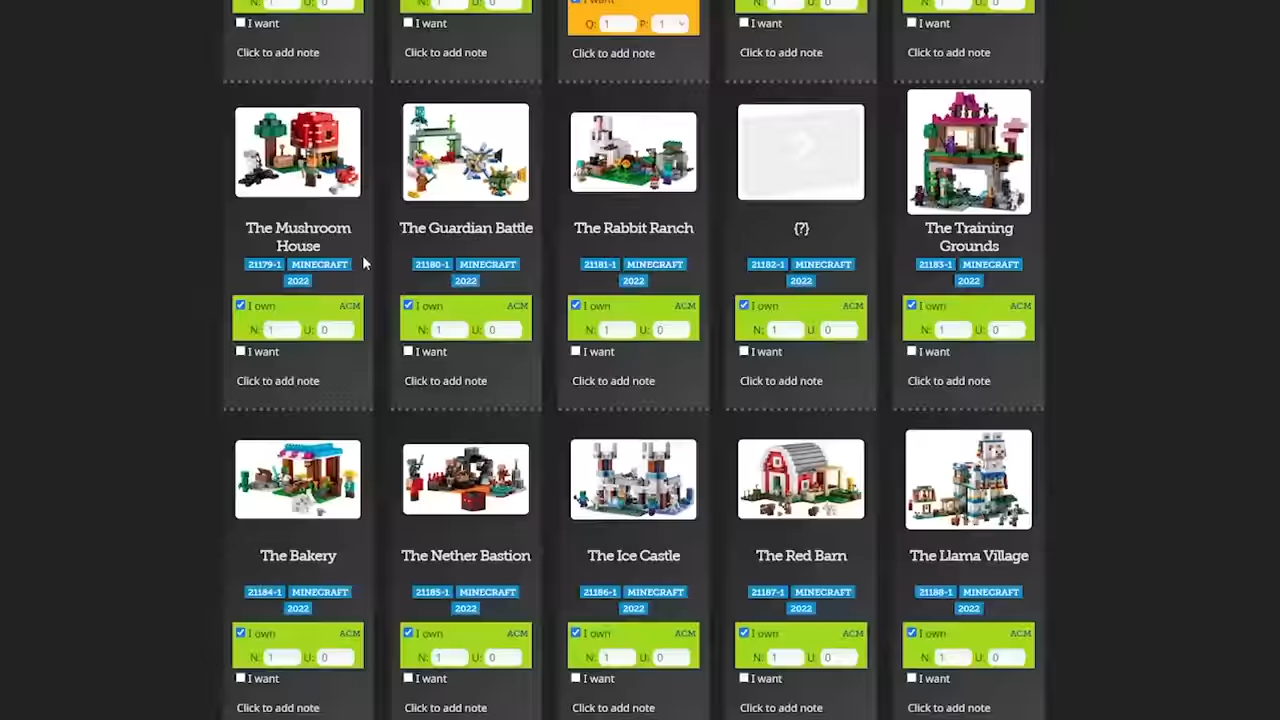 I want I want I want I want
Q: 1 P: 1
Click to add note Click to add note Click to add note Click to add note Click to add note
The Mushroom House The Guardian Battle The Rabbit Ranch {?} The Training Grounds
21179-1 MINECRAFT 21180-1 MINECRAFT 21181-1 MINECRAFT 21182-1 MINECRAFT 21183-1 MINECRAFT
2022 2022 2022 2022 2022
I own ACM I own ACM I own ACM I own ACM I own ACM
N: 1 U: 0 N: 1 U: 0 N: 1 U: 0 N: 1 U: 0 N: 1 U: 0
I want I want I want I want I want
Click to add note Click to add note Click to add note Click to add note Click to add note
The Bakery The Nether Bastion The Ice Castle The Red Barn The Llama Village
21184-1 MINECRAFT 21185-1 MINECRAFT 21186-1 MINECRAFT 21187-1 MINECRAFT 21188-1 MINECRAFT
2022 2022 2022 2022 2022
I own ACM I own ACM I own ACM I own ACM I own ACM
N: 1 U: 0 N: 1 U: 0 N: 1 U: 0 N: 1 U: 0 N: 1 U: 0
I want I want I want I want I want
Click to add note Click to add note Click to add note Click to add note Click to add note